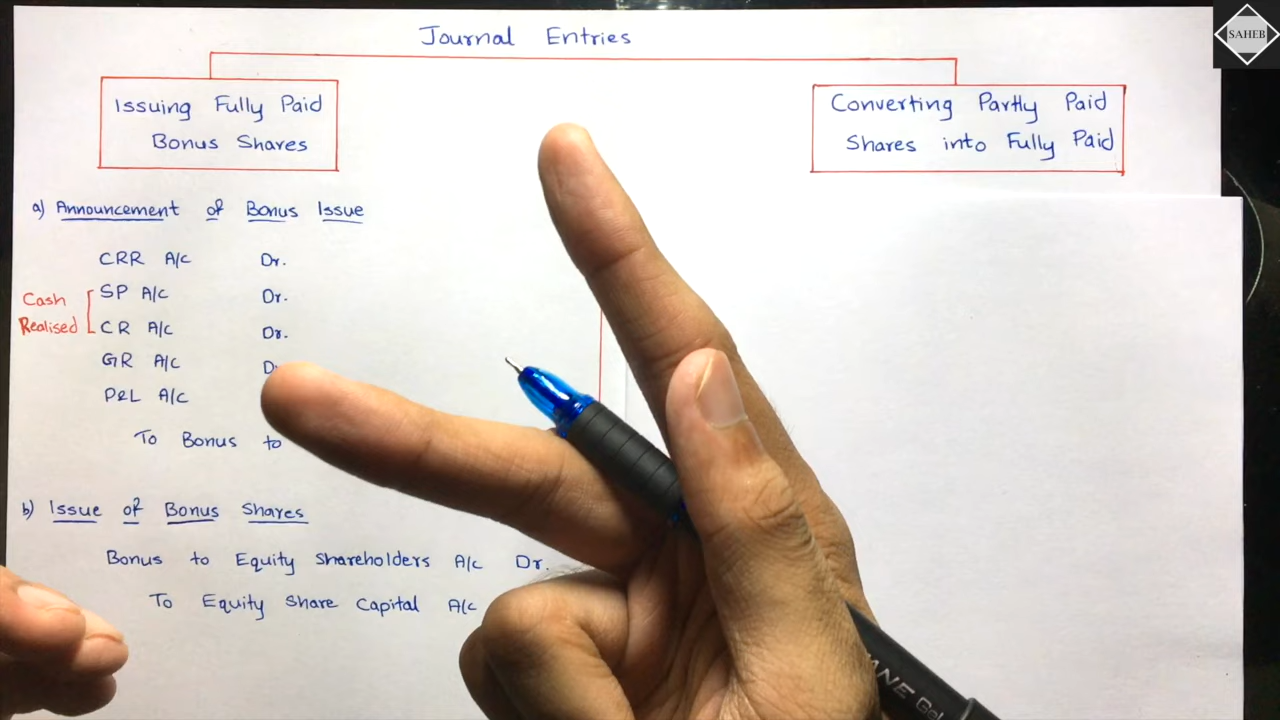 SAHEB
Journal Entries
Issuing Fully Paid
Bonus Shares
Converting Partly Paid
Shares into Fully Paid
a) Announcement of Bonus Issue
CRR A/c Dr.
SP A/c Dr.
CR A/c Dr.
Cash
Realised
GR A/c
P&L A/c
To Bonus to
b) Issue of Bonus Shares
Bonus to Equity Shareholders A/c Dr.
To Equity Share Capital A/c
Gel